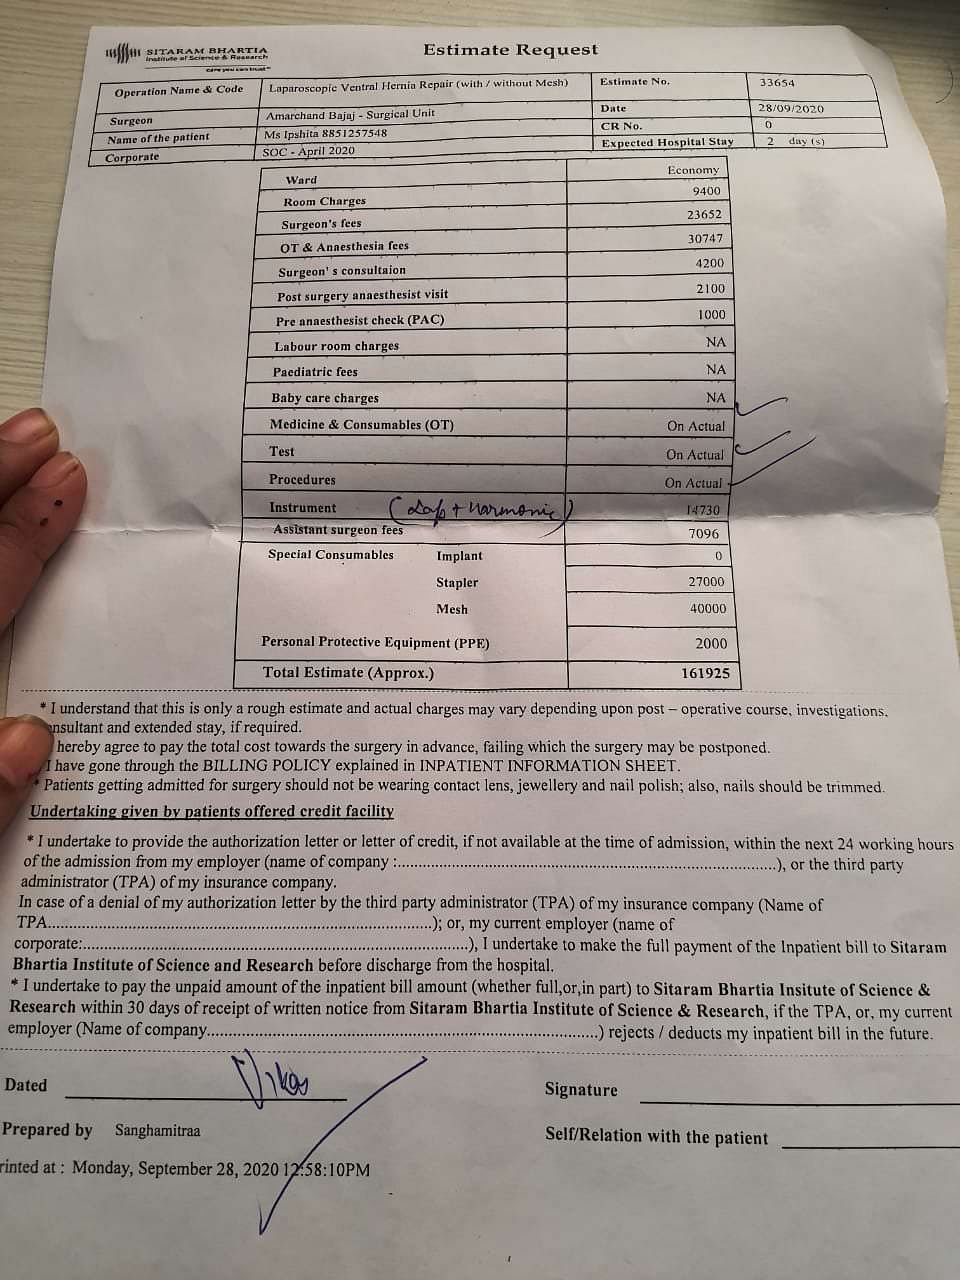 SITARAM BHARTIA
Institute of Science & Research
care you can trust
Estimate Request
Operation Name & Code Laparoscopic Ventral Hernia Repair (with / without Mesh) Estimate No. 33654
Surgeon Amarchand Bajaj - Surgical Unit Date 28/09/2020
Name of the patient Ms Ipshita 8851257548 CR No. 0
Corporate SOC - April 2020 Expected Hospital Stay 2 day (s)
Ward Economy
Room Charges 9400
Surgeon's fees 23652
OT & Anaesthesia fees 30747
Surgeon' s consultaion 4200
Post surgery anaesthesist visit 2100
Pre anaesthesist check (PAC) 1000
Labour room charges NA
Paediatric fees NA
Baby care charges NA
Medicine & Consumables (OT) On Actual
Test On Actual
Procedures On Actual
Instrument (Lap + Harmonic) 14730
Assistant surgeon fees 7096
Special Consumables Implant 0
Stapler 27000
Mesh 40000
Personal Protective Equipment (PPE) 2000
Total Estimate (Approx.) 161925
* I understand that this is only a rough estimate and actual charges may vary depending upon post – operative course, investigations,
nsultant and extended stay, if required.
hereby agree to pay the total cost towards the surgery in advance, failing which the surgery may be postponed.
I have gone through the BILLING POLICY explained in INPATIENT INFORMATION SHEET.
* Patients getting admitted for surgery should not be wearing contact lens, jewellery and nail polish; also, nails should be trimmed.
Undertaking given by patients offered credit facility
* I undertake to provide the authorization letter or letter of credit, if not available at the time of admission, within the next 24 working hours
of the admission from my employer (name of company :..........................................................................................), or the third party
administrator (TPA) of my insurance company.
In case of a denial of my authorization letter by the third party administrator (TPA) of my insurance company (Name of
TPA..........................................................................................); or, my current employer (name of
corporate:..........................................................................................), I undertake to make the full payment of the Inpatient bill to Sitaram
Bhartia Institute of Science and Research before discharge from the hospital.
* I undertake to pay the unpaid amount of the inpatient bill amount (whether full,or,in part) to Sitaram Bhartia Insitute of Science &
Research within 30 days of receipt of written notice from Sitaram Bhartia Institute of Science & Research, if the TPA, or, my current
employer (Name of company..........................................................................................) rejects / deducts my inpatient bill in the future.
Dated Vikas Signature
Prepared by Sanghamitraa Self/Relation with the patient
rinted at : Monday, September 28, 2020 12:58:10PM